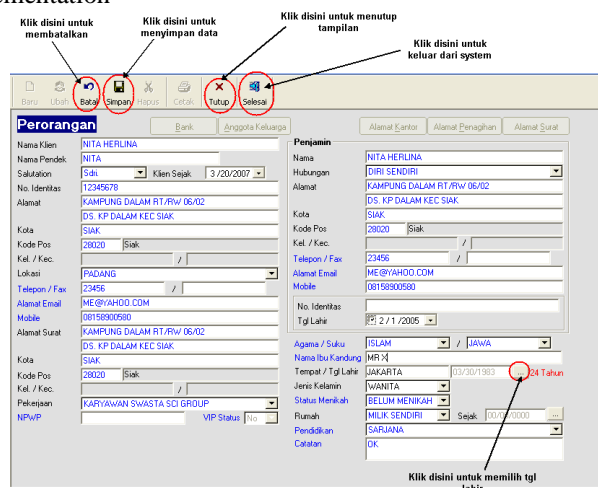 ementation
Klik disini untuk
membatalkan
Klik disini untuk
menyimpan data
Klik disini untuk menutup
tampilan
Klik disini untuk
keluar dari system
Baru Ubah Batal Simpan Hapus Cetak Tutup Selesai
Perorangan Bank Anggota Keluarga Alamat Kantor Alamat Penagihan Alamat Surat
Nama Klien NITA HERLINA
Nama Pendek NITA
Salutation Sdri. Klien Sejak 3 /20/2007
No. Identitas 12345678
Alamat KAMPUNG DALAM RT/RW 06/02
DS. KP DALAM KEC SIAK
Kota SIAK
Kode Pos 28020 Siak
Kel. / Kec. /
Lokasi PADANG
Telepon / Fax 23456 /
Alamat Email ME@YAHOO.COM
Mobile 08158900580
Alamat Surat KAMPUNG DALAM RT/RW 06/02
DS. KP DALAM KEC SIAK
Kota SIAK
Kode Pos 28020 Siak
Kel. / Kec. /
Pekerjaan KARYAWAN SWASTA SCI GROUP
NPWP VIP Status No
Penjamin
Nama NITA HERLINA
Hubungan DIRI SENDIRI
Alamat KAMPUNG DALAM RT/RW 06/02
DS. KP DALAM KEC SIAK
Kota SIAK
Kode Pos 28020 Siak
Kel. / Kec. /
Telepon / Fax 23456 /
Alamat Email ME@YAHOO.COM
Mobile 08158900580
No. Identitas
Tgl Lahir 2 / 1 /2005
Agama / Suku ISLAM / JAWA
Nama Ibu Kandung MR X
Tempat / Tgl Lahir JAKARTA 03/30/1983 ... 24 Tahun
Jenis Kelamin WANITA
Status Menikah BELUM MENIKAH
Rumah MILIK SENDIRI Sejak 00/00/0000 ...
Pendidikan SARJANA
Catatan OK
Klik disini untuk memilih tgl
lahir